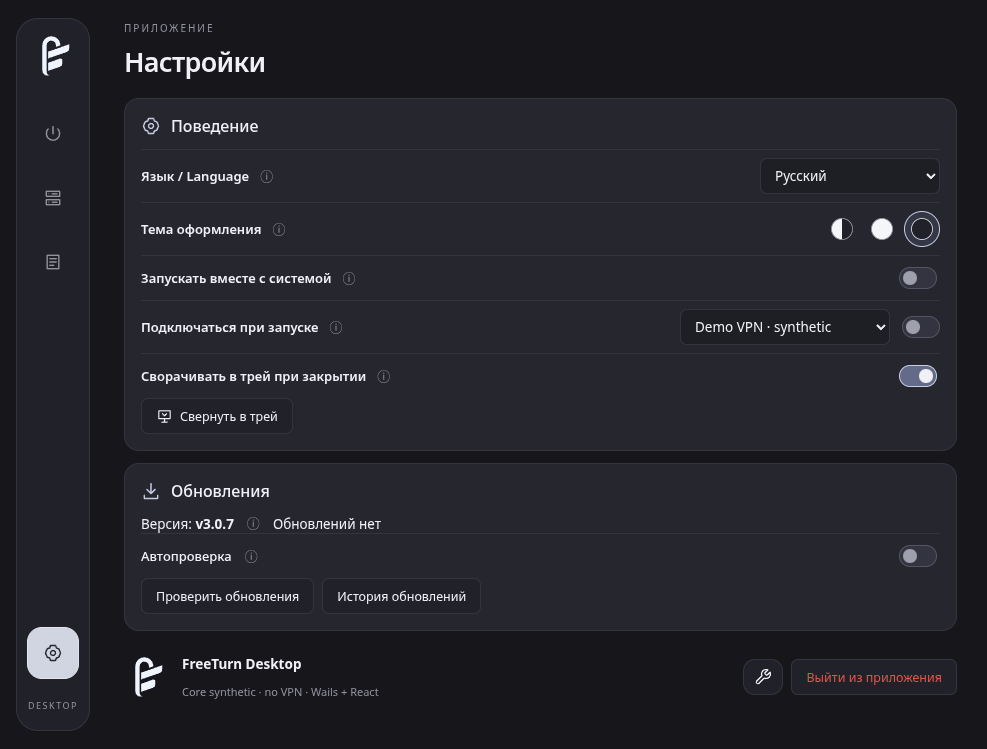 ПРИЛОЖЕНИЕ
Настройки
Поведение
Язык / Language
Русский
Тема оформления
Запускать вместе с системой
Подключаться при запуске
Demo VPN · synthetic
Сворачивать в трей при закрытии
Свернуть в трей
Обновления
Версия: v3.0.7 Обновлений нет
Автопроверка
Проверить обновления
История обновлений
FreeTurn Desktop
Core synthetic · no VPN · Wails + React
Выйти из приложения
DESKTOP